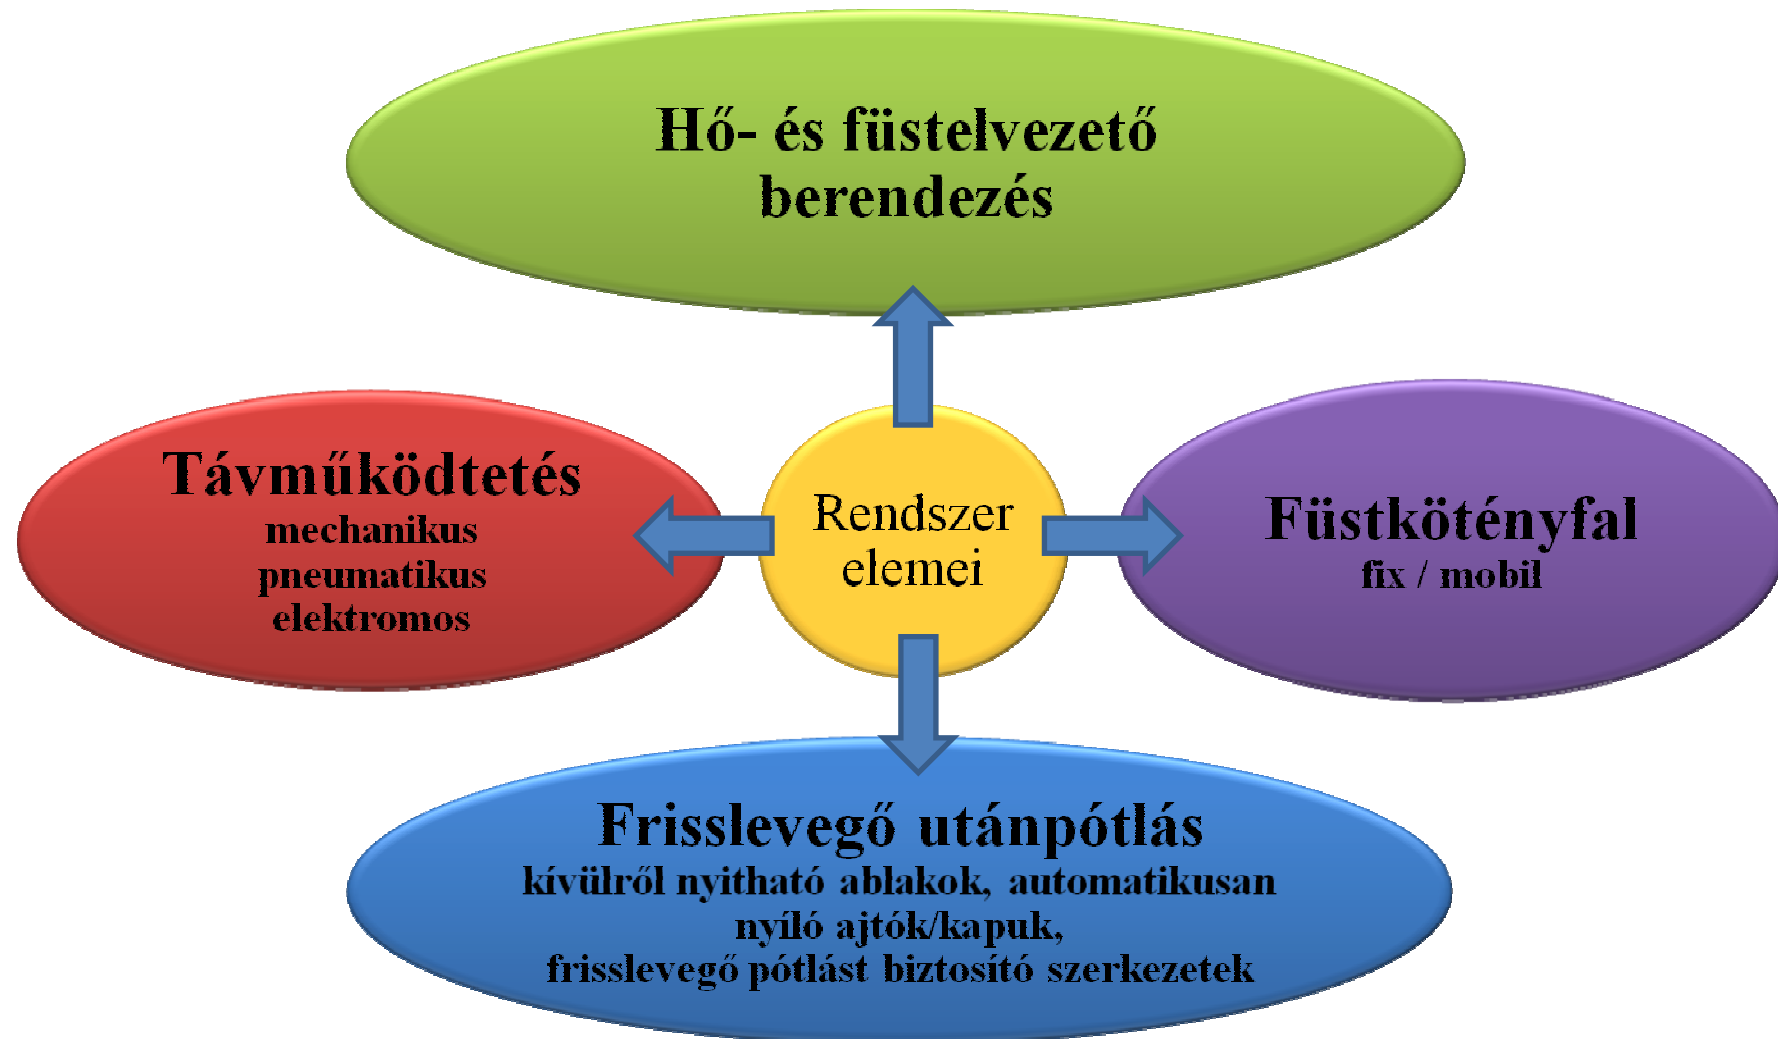 Hő- és füstelvezető
berendezés
Távműködtetés
mechanikus
pneumatikus
elektromos
Rendszer
elemei
Füstkötényfal
fix / mobil
Frisslevegő utánpótlás
kívülről nyitható ablakok, automatikusan
nyíló ajtók/kapuk,
frisslevegő pótlást biztosító szerkezetek